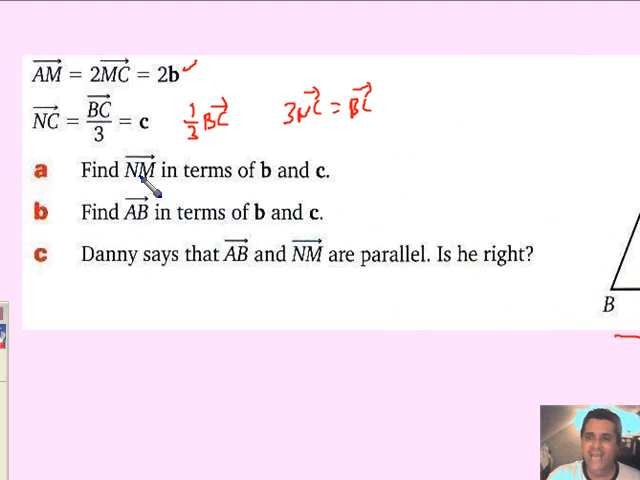 AM = 2MC = 2b ✓
NC = BC/3 = c 1/3 BC 3NC = BC
a Find NM in terms of b and c.
b Find AB in terms of b and c.
c Danny says that AB and NM are parallel. Is he right?
B